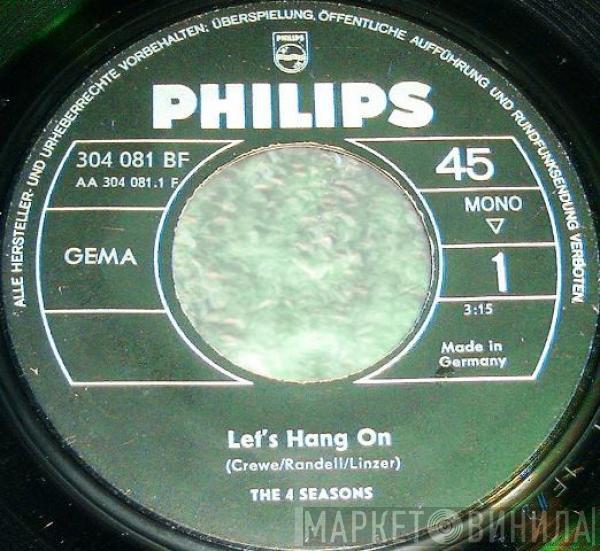 ALLE HERSTELLER- UND URHEBERRECHTE VORBEHALTEN; ÜBERSPIELUNG, ÖFFENTLICHE AUFFÜHRUNG UND RUNDFUNKSENDUNG VERBOTEN
PHILIPS
PHILIPS
304 081 BF
AA 304 081.1 F
GEMA
45
MONO
1
3:15
Made in
Germany
Let's Hang On
(Crewe/Randell/Linzer)
THE 4 SEASONS
МАРКЕТ ВИНИЛА